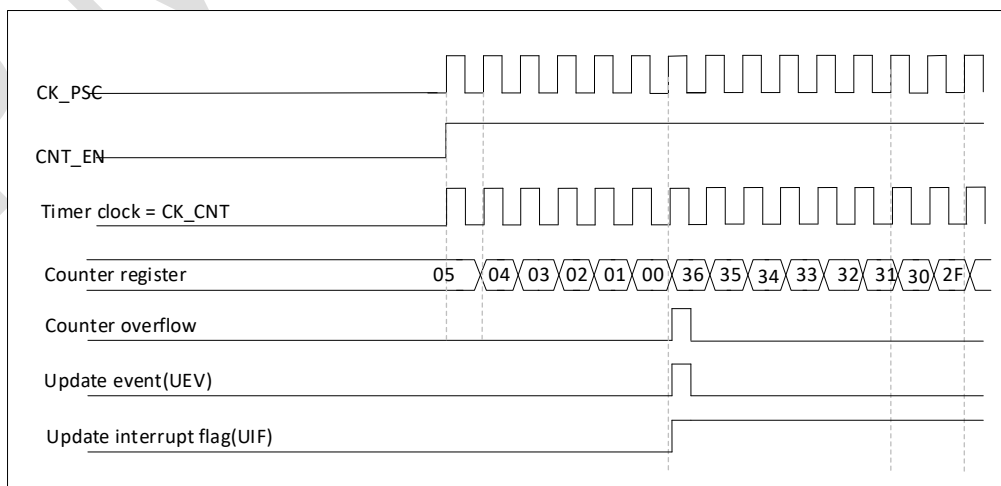 CK_PSC
CNT_EN
Timer clock = CK_CNT
Counter register 05 04 03 02 01 00 36 35 34 33 32 31 30 2F
Counter overflow
Update event(UEV)
Update interrupt flag(UIF)